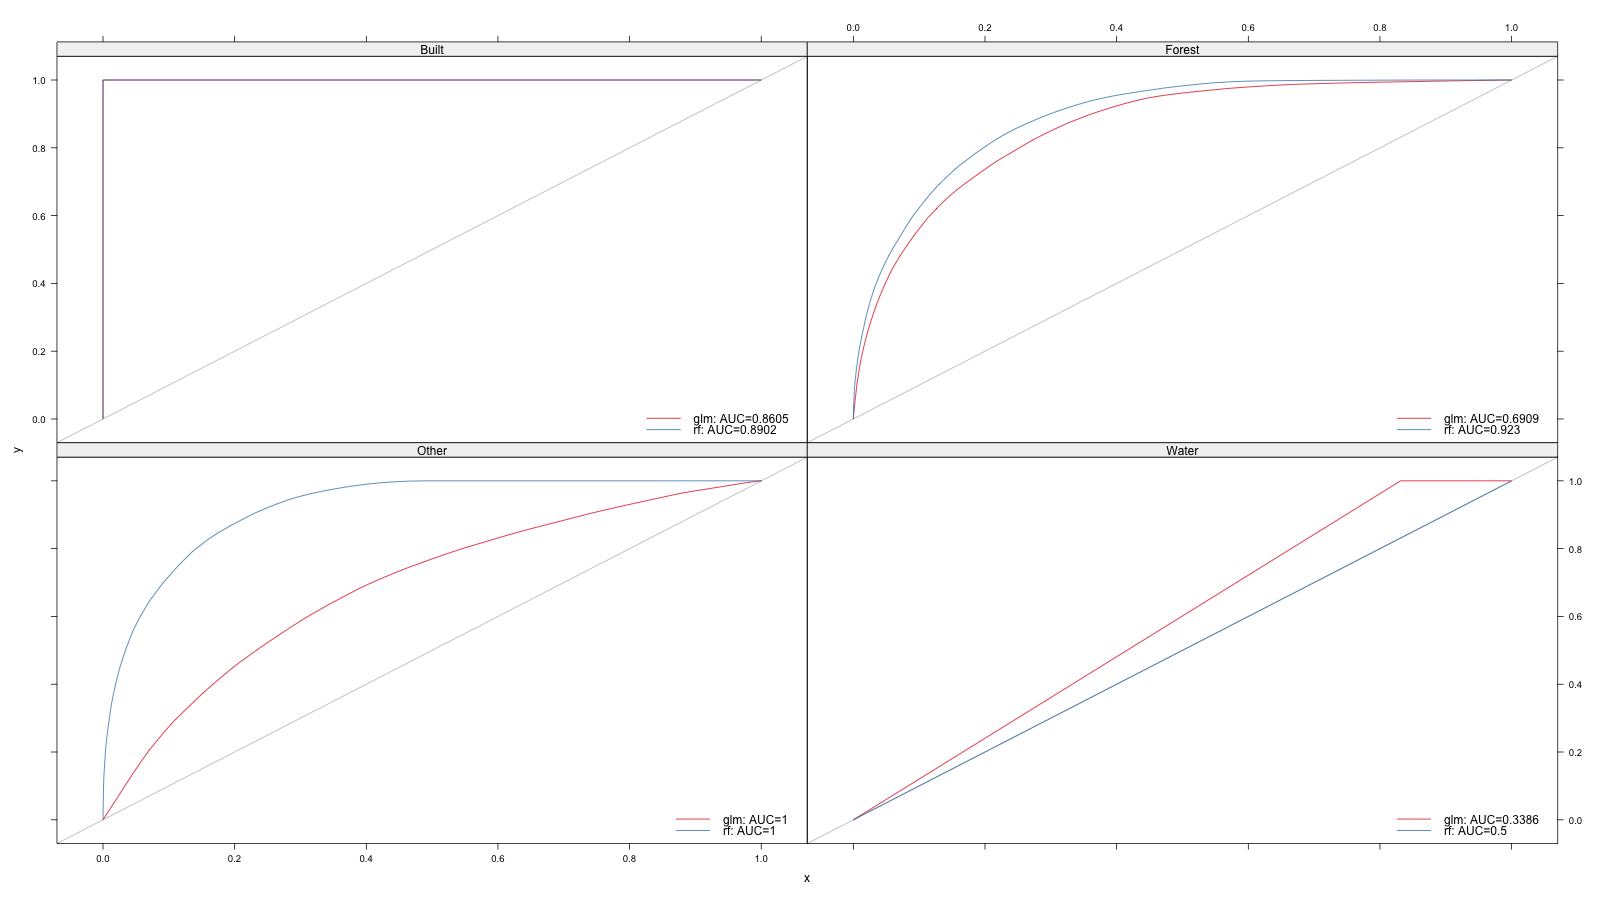 0.0 0.2 0.4 0.6 0.8 1.0
Built
Forest
1.0
0.8
0.6
0.4
0.2
0.0
glm: AUC=0.8605
rf: AUC=0.8902
glm: AUC=0.6909
rf: AUC=0.923
y
Other
Water
1.0
0.8
0.6
0.4
0.2
0.0
glm: AUC=1
rf: AUC=1
glm: AUC=0.3386
rf: AUC=0.5
0.0 0.2 0.4 0.6 0.8 1.0
x